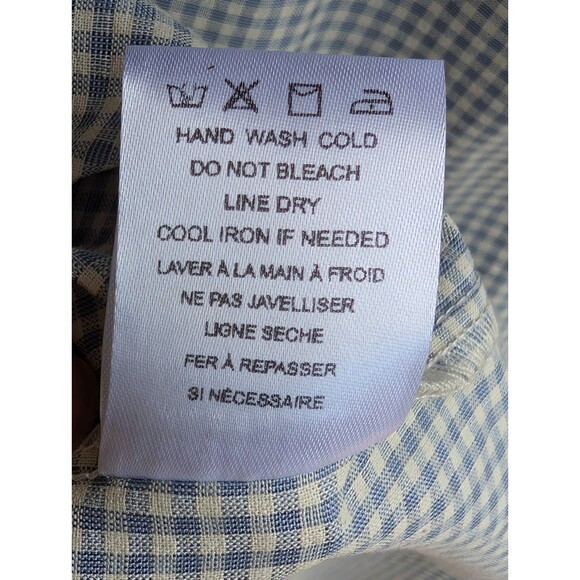 HAND WASH COLD
DO NOT BLEACH
LINE DRY
COOL IRON IF NEEDED
LAVER À LA MAIN À FROID
NE PAS JAVELLISER
LIGNE SECHE
FER À REPASSER
SI NÉCESSAIRE